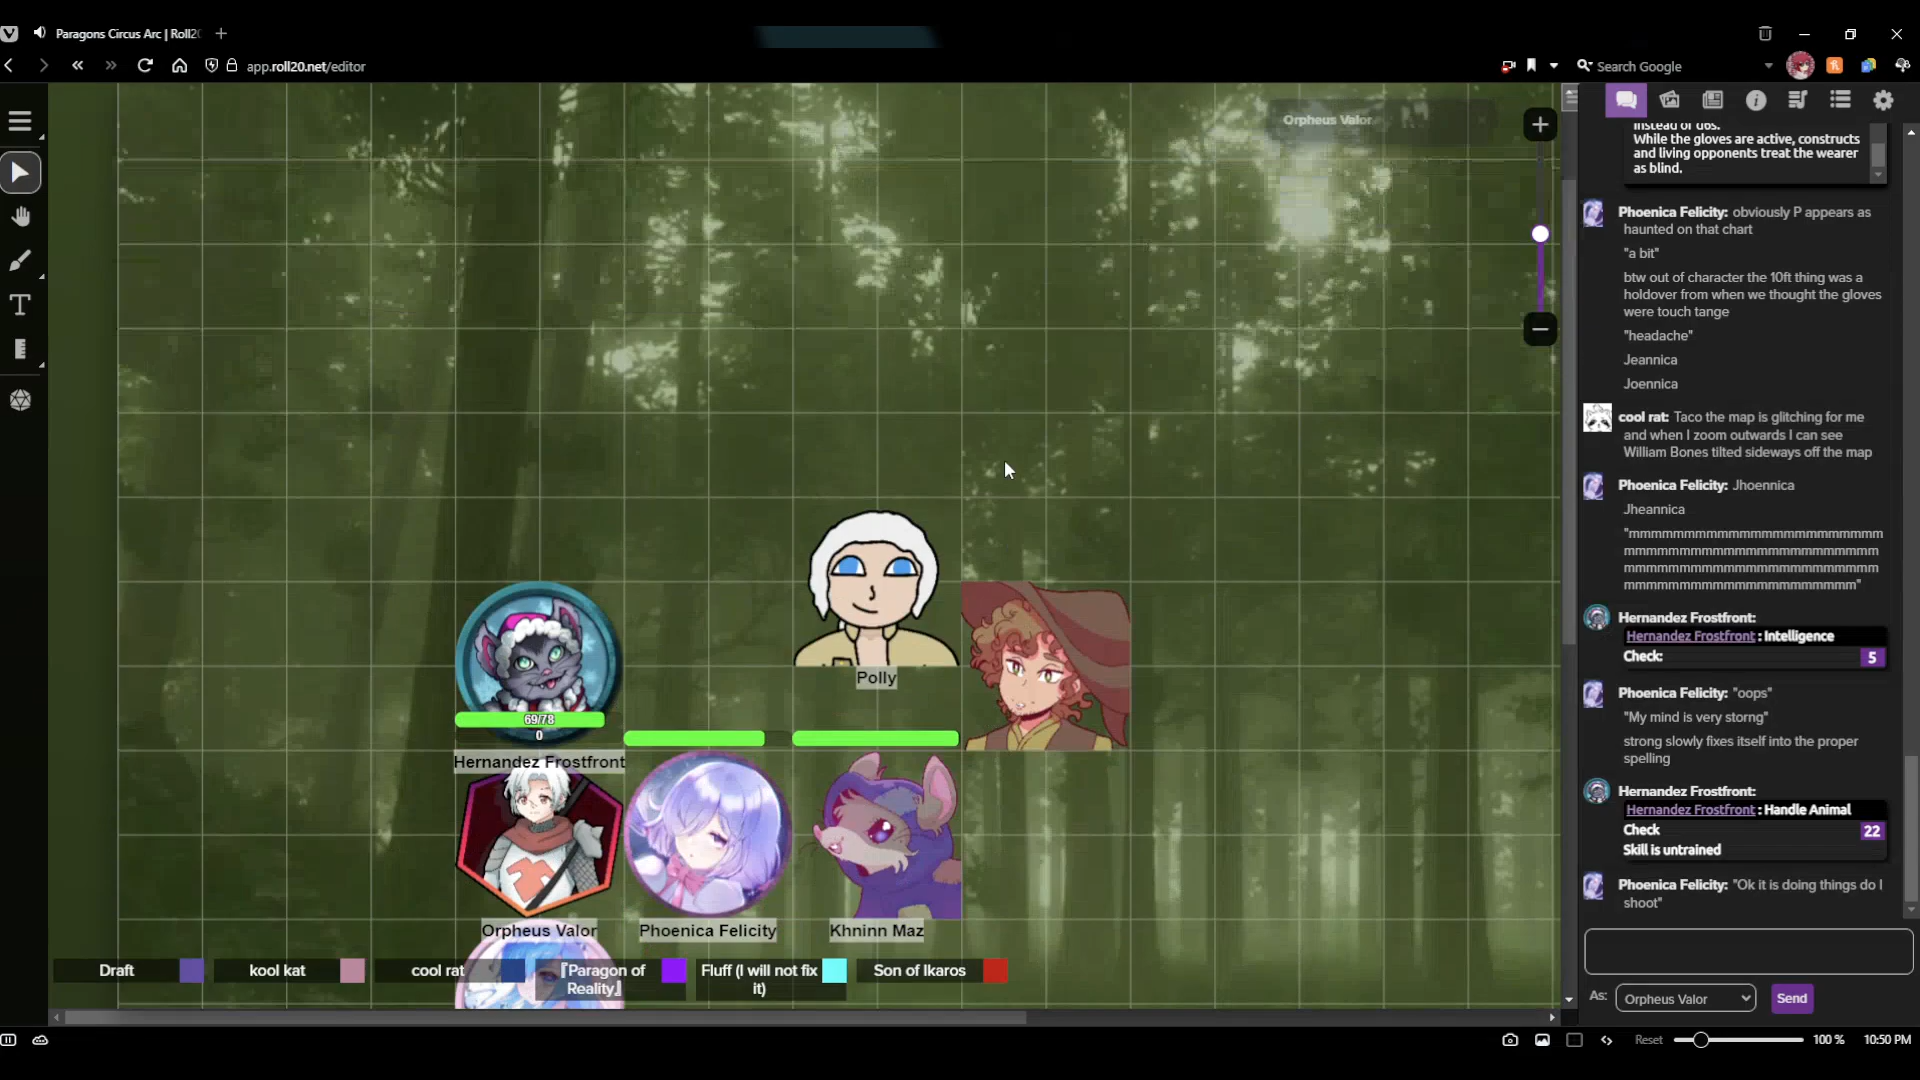 Paragons Circus Arc | Roll20
app.roll20.net/editor
Search Google
Orpheus Valor
instead of d6s.
While the gloves are active, constructs
and living opponents treat the wearer
as blind.
Phoenica Felicity: obviously P appears as
haunted on that chart
"a bit"
btw out of character the 10ft thing was a
holdover from when we thought the gloves
were touch tange
"headache"
Jeannica
Joennica
cool rat: Taco the map is glitching for me
and when I zoom outwards I can see
William Bones tilted sideways off the map
Phoenica Felicity: Jhoennica
Jheannica
"mmmmmmmmmmmmmmmmmmmmmmm
mmmmmmmmmmmmmmmmmmmmmmm
mmmmmmmmmmmmmmmmmmmmmmm
mmmmmmmmmmmmmmmmmmmmm"
Hernandez Frostfront:
Hernandez Frostfront : Intelligence
Check: 5
Phoenica Felicity: "oops"
"My mind is very storng"
strong slowly fixes itself into the proper
spelling
Hernandez Frostfront:
Hernandez Frostfront : Handle Animal
Check 22
Skill is untrained
Phoenica Felicity: "Ok it is doing things do I
shoot"
Polly
69/78
0
Hernandez Frostfront
Orpheus Valor
Phoenica Felicity
Khninn Maz
Draft
kool kat
cool rat
『Paragon of
Reality』
Fluff (I will not fix
it)
Son of Ikaros
As: Orpheus Valor
Send
Reset
100 %
10:50 PM